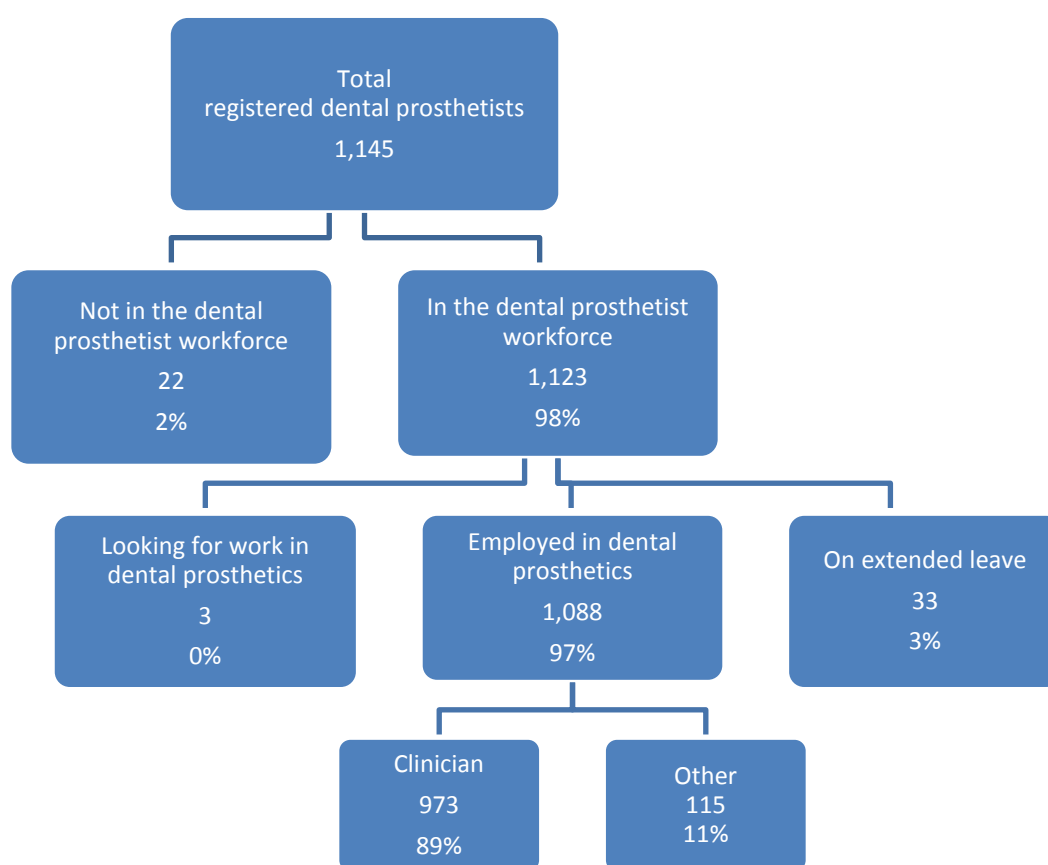 Total
registered dental prosthetists
1,145
Not in the dental
prosthetist workforce
22
2%
In the dental prosthetist
workforce
1,123
98%
Looking for work in
dental prosthetics
3
0%
Employed in dental
prosthetics
1,088
97%
On extended leave
33
3%
Clinician
973
89%
Other
115
11%